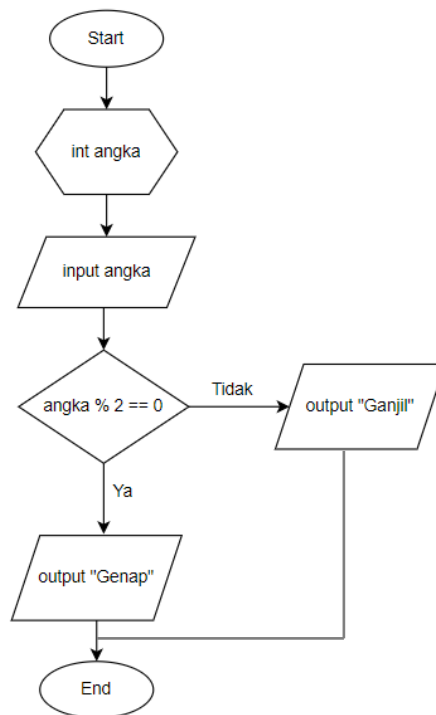 Start
int angka
input angka
angka % 2 == 0
Tidak
output "Ganjil"
Ya
output "Genap"
End